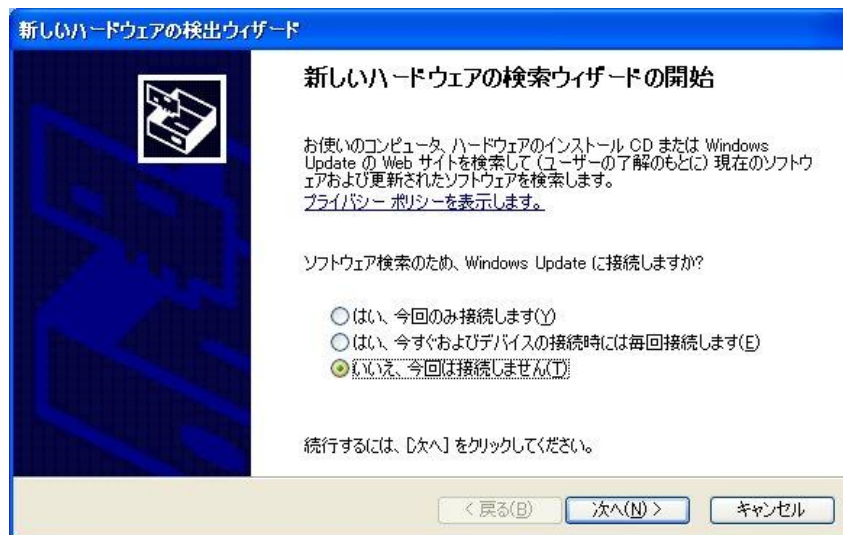 新しいハードウェアの検出ウィザード
新しいハードウェアの検索ウィザードの開始
お使いのコンピュータ、ハードウェアのインストール CD または Windows
Update の Web サイトを検索して (ユーザーの了解のもとに) 現在のソフトウ
ェアおよび更新されたソフトウェアを検索します。
プライバシー ポリシーを表示します。
ソフトウェア検索のため、Windows Update に接続しますか?
はい、今回のみ接続します(Y)
はい、今すぐおよびデバイスの接続時には毎回接続します(E)
いいえ、今回は接続しません(T)
続行するには、[次へ] をクリックしてください。
< 戻る(B) 次へ(N) > キャンセル